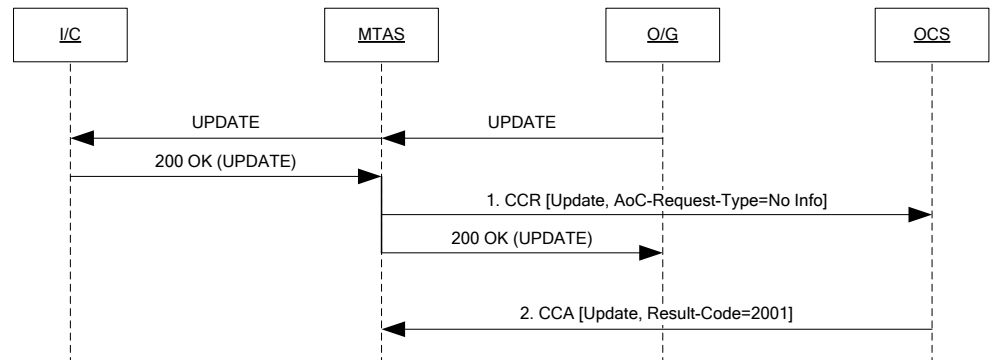 I/C
MTAS
O/G
OCS
UPDATE
UPDATE
200 OK (UPDATE)
1. CCR [Update, AoC-Request-Type=No Info]
200 OK (UPDATE)
2. CCA [Update, Result-Code=2001]